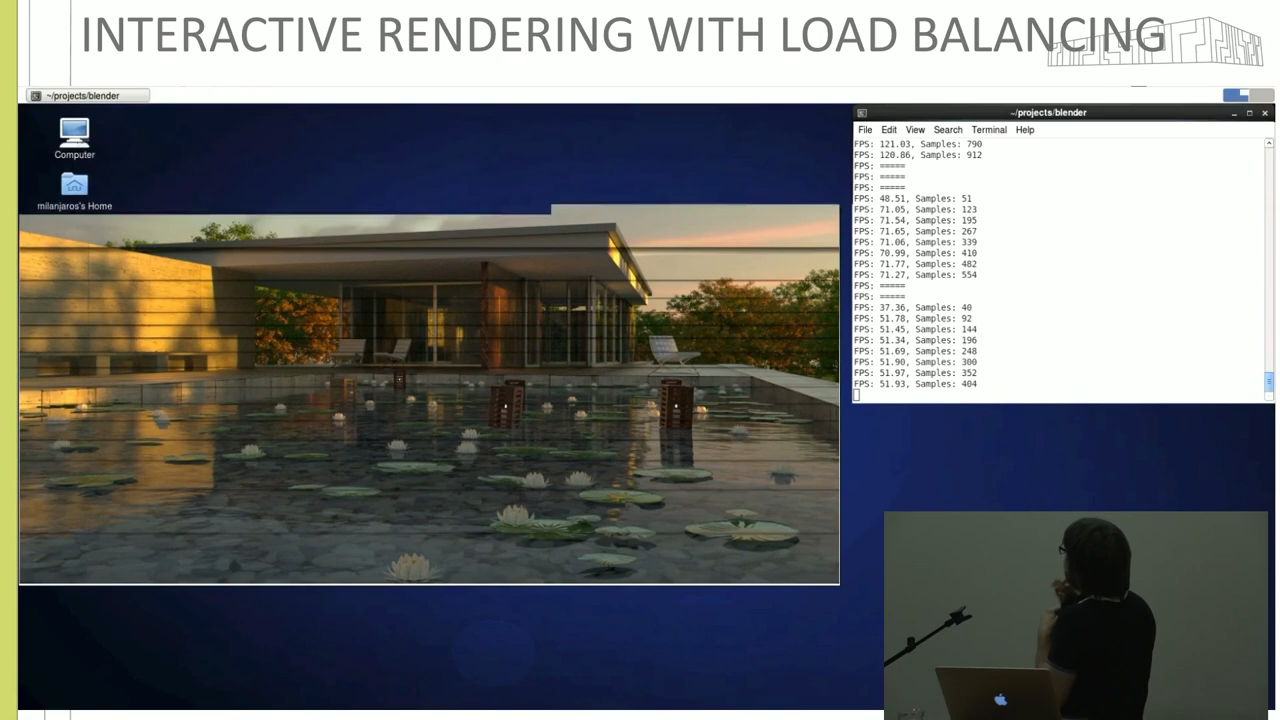 INTERACTIVE RENDERING WITH LOAD BALANCING
~/projects/blender
Computer
milanjaros's Home
~/projects/blender
File Edit View Search Terminal Help
FPS: 121.03, Samples: 790
FPS: 120.86, Samples: 912
FPS: =====
FPS: =====
FPS: =====
FPS: 48.51, Samples: 51
FPS: 71.05, Samples: 123
FPS: 71.54, Samples: 195
FPS: 71.65, Samples: 267
FPS: 71.06, Samples: 339
FPS: 70.99, Samples: 410
FPS: 71.77, Samples: 482
FPS: 71.27, Samples: 554
FPS: =====
FPS: =====
FPS: 37.36, Samples: 40
FPS: 51.78, Samples: 92
FPS: 51.45, Samples: 144
FPS: 51.34, Samples: 196
FPS: 51.69, Samples: 248
FPS: 51.90, Samples: 300
FPS: 51.97, Samples: 352
FPS: 51.93, Samples: 404